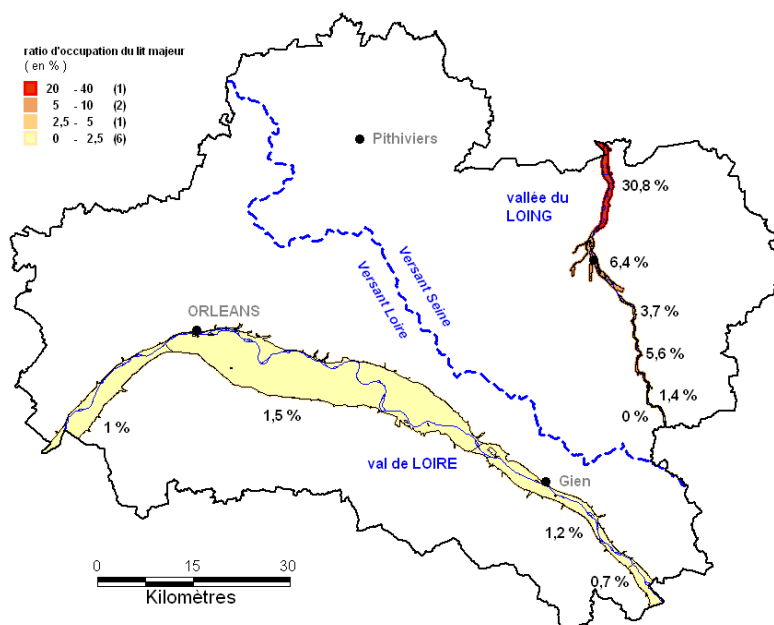 ratio d'occupation du lit majeur
( en % )
20 - 40 (1)
5 - 10 (2)
2,5 - 5 (1)
0 - 2,5 (6)
Pithiviers
vallée du
LOING
30,8 %
6,4 %
3,7 %
5,6 %
1,4 %
0 %
Versant Seine
Versant Loire
ORLEANS
1 %
1,5 %
val de LOIRE
Gien
1,2 %
0,7 %
0 15 30
Kilomètres